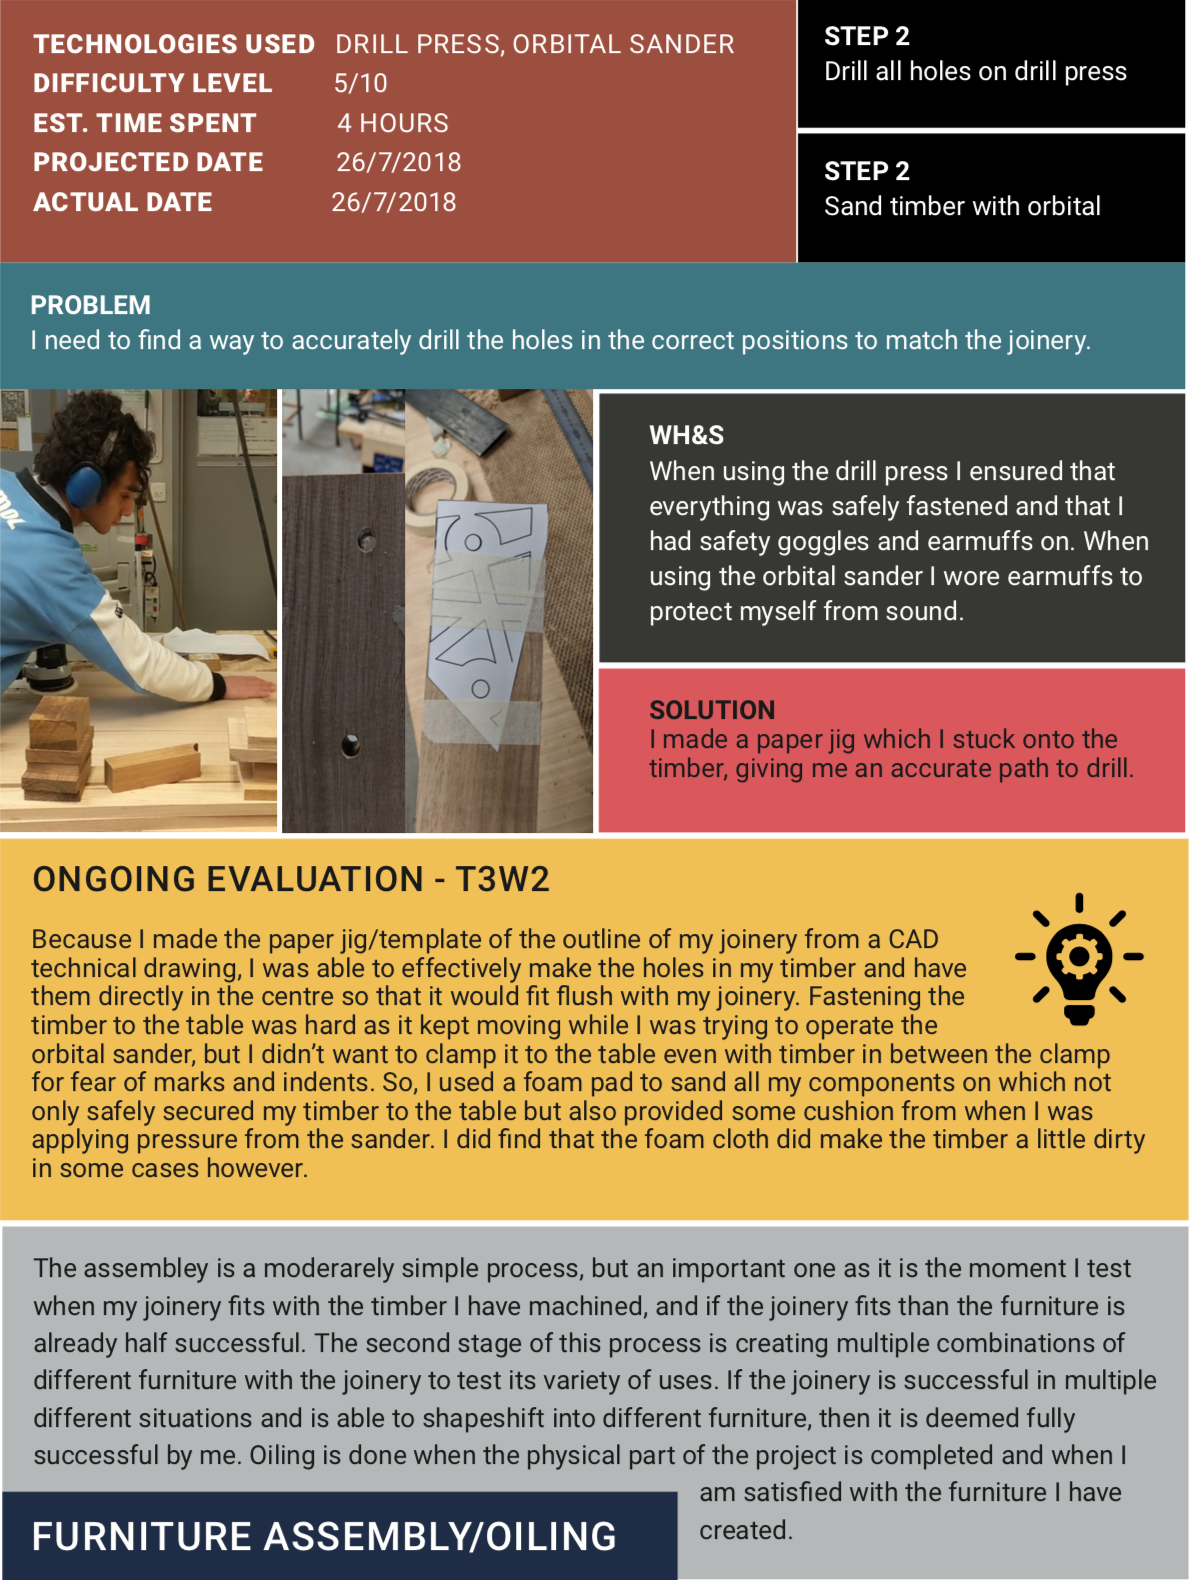 TECHNOLOGIES USED DRILL PRESS, ORBITAL SANDER
DIFFICULTY LEVEL 5/10
EST. TIME SPENT 4 HOURS
PROJECTED DATE 26/7/2018
ACTUAL DATE 26/7/2018
STEP 2
Drill all holes on drill press
STEP 2
Sand timber with orbital
PROBLEM
I need to find a way to accurately drill the holes in the correct positions to match the joinery.
WH&S
When using the drill press I ensured that
everything was safely fastened and that I
had safety goggles and earmuffs on. When
using the orbital sander I wore earmuffs to
protect myself from sound.
SOLUTION
I made a paper jig which I stuck onto the
timber, giving me an accurate path to drill.
ONGOING EVALUATION - T3W2
Because I made the paper jig/template of the outline of my joinery from a CAD
technical drawing, I was able to effectively make the holes in my timber and have
them directly in the centre so that it would fit flush with my joinery. Fastening the
timber to the table was hard as it kept moving while I was trying to operate the
orbital sander, but I didn't want to clamp it to the table even with timber in between the clamp
for fear of marks and indents. So, I used a foam pad to sand all my components on which not
only safely secured my timber to the table but also provided some cushion from when I was
applying pressure from the sander. I did find that the foam cloth did make the timber a little dirty
in some cases however.
The assembley is a moderarely simple process, but an important one as it is the moment I test
when my joinery fits with the timber I have machined, and if the joinery fits than the furniture is
already half successful. The second stage of this process is creating multiple combinations of
different furniture with the joinery to test its variety of uses. If the joinery is successful in multiple
different situations and is able to shapeshift into different furniture, then it is deemed fully
successful by me. Oiling is done when the physical part of the project is completed and when I
am satisfied with the furniture I have
created.
FURNITURE ASSEMBLY/OILING